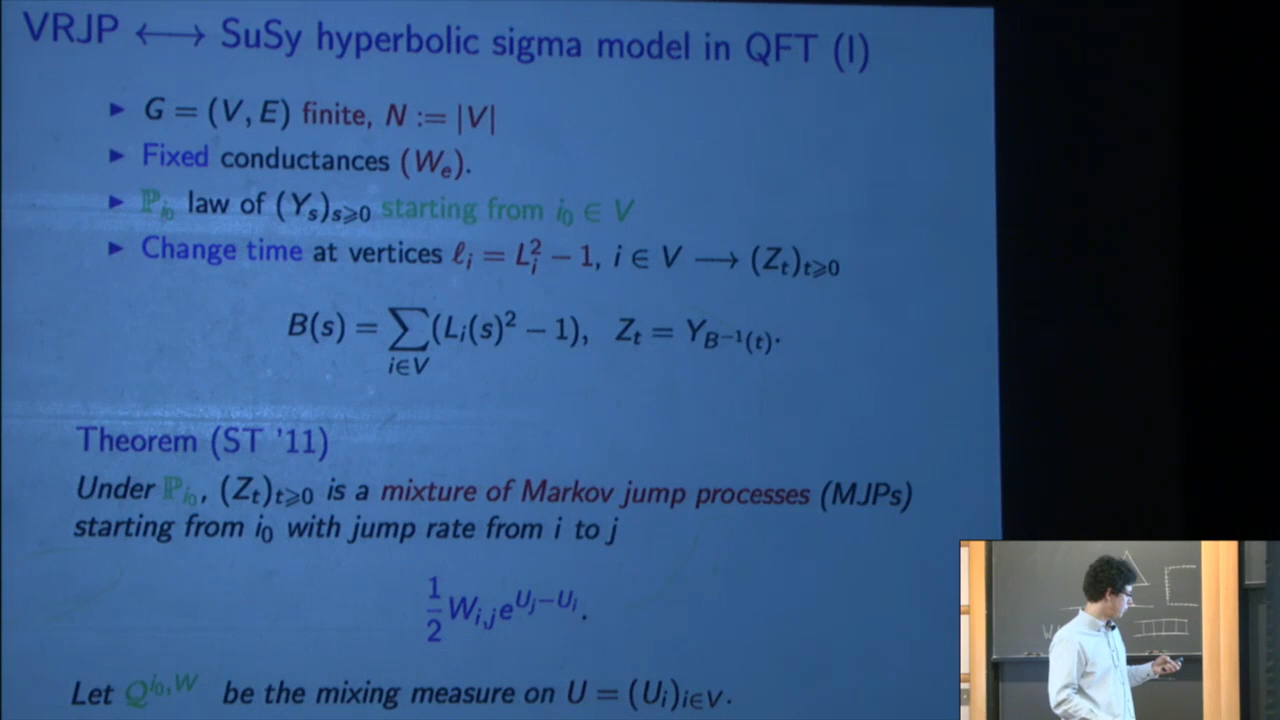 VRJP ⟷ SuSy hyperbolic sigma model in QFT (I)
▶ G = (V, E) finite, N := |V|
▶ Fixed conductances (W_e).
▶ ℙ_{i_0} law of (Y_s)_{s⩾0} starting from i_0 ∈ V
▶ Change time at vertices ℓ_i = L_i^2 − 1, i ∈ V ⟶ (Z_t)_{t⩾0}
B(s) = ∑_{i∈V} (L_i(s)^2 − 1), Z_t = Y_{B^{−1}(t)}.
Theorem (ST '11)
Under ℙ_{i_0}, (Z_t)_{t⩾0} is a mixture of Markov jump processes (MJPs)
starting from i_0 with jump rate from i to j
1/2 W_{i,j} e^{U_j − U_i}.
Let Q^{i_0,W} be the mixing measure on U = (U_i)_{i∈V}.